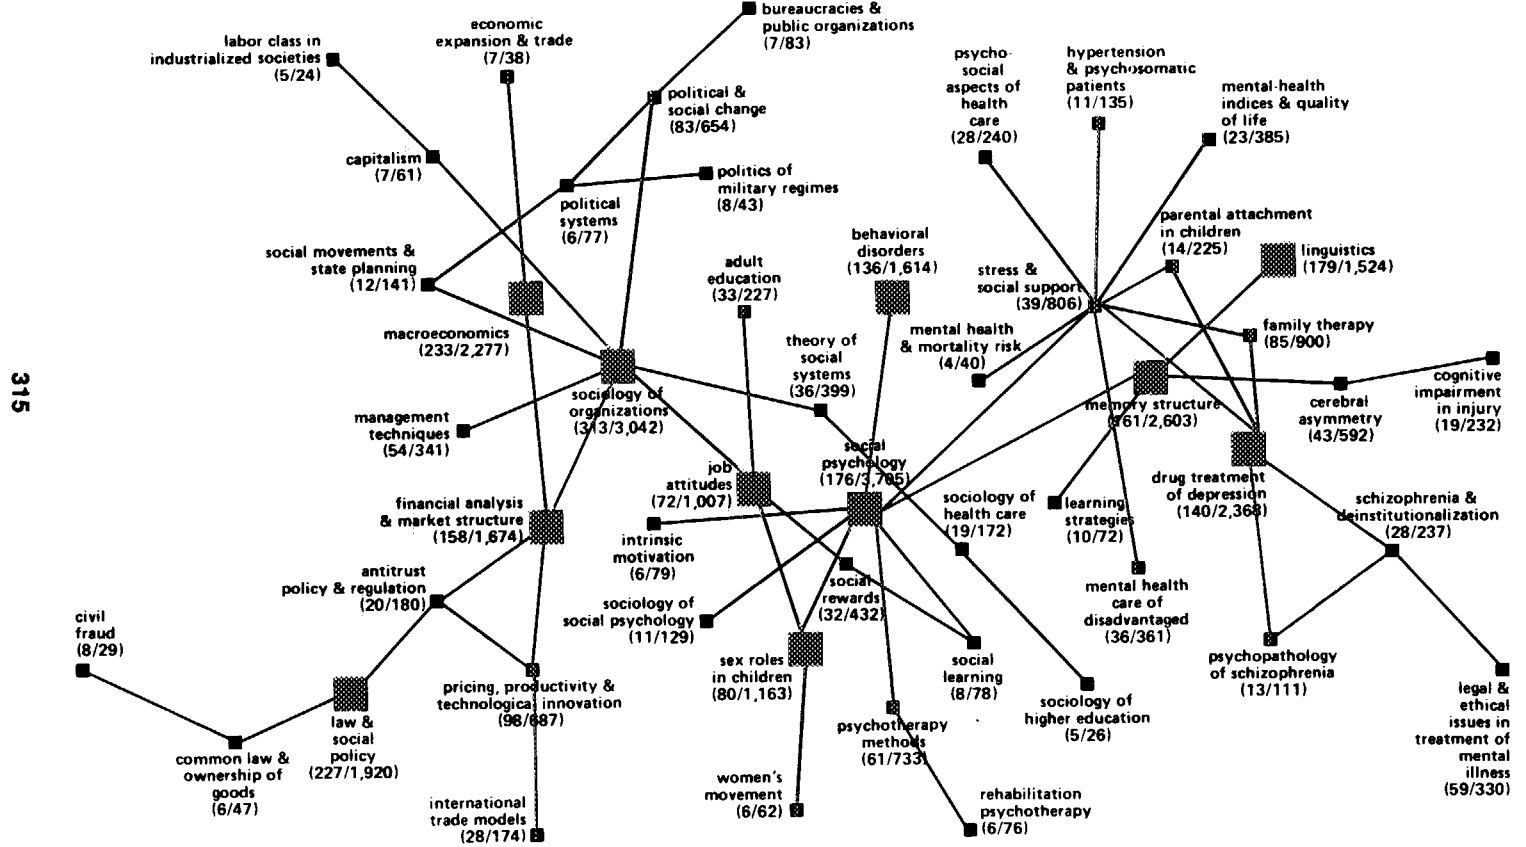 bureaucracies &
public organizations
(7/83)
economic
expansion & trade
(7/38)
labor class in
industrialized societies
(5/24)
psycho-
social
aspects of
health
care
(28/240)
hypertension
& psychosomatic
patients
(11/135)
mental-health
indices & quality
of life
(23/385)
political &
social change
(83/654)
capitalism
(7/61)
politics of
military regimes
(8/43)
political
systems
(6/77)
parental attachment
in children
(14/225)
behavioral
disorders
(136/1,614)
linguistics
(179/1,524)
social movements &
state planning
(12/141)
adult
education
(33/227)
stress &
social support
(39/806)
macroeconomics
(233/2,277)
mental health
& mortality risk
(4/40)
family therapy
(85/900)
theory of
social
systems
(36/399)
315
cognitive
impairment
in injury
(19/232)
sociology of
organizations
(313/3,042)
memory structure
(161/2,603)
cerebral
asymmetry
(43/592)
management
techniques
(54/341)
social
psychology
(176/3,705)
job
attitudes
(72/1,007)
drug treatment
of depression
(140/2,368)
financial analysis
& market structure
(158/1,674)
sociology of
health care
(19/172)
learning
strategies
(10/72)
schizophrenia &
deinstitutionalization
(28/237)
intrinsic
motivation
(6/79)
antitrust
policy & regulation
(20/180)
social
rewards
(32/432)
mental health
care of
disadvantaged
(36/361)
sociology of
social psychology
(11/129)
civil
fraud
(8/29)
sex roles
in children
(80/1,163)
social
learning
(8/78)
psychopathology
of schizophrenia
(13/111)
pricing, productivity &
technological innovation
(98/687)
sociology of
higher education
(5/26)
legal &
ethical
issues in
treatment of
mental
illness
(59/330)
law &
social
policy
(227/1,920)
psychotherapy
methods
(61/733)
common law &
ownership of
goods
(6/47)
women's
movement
(6/62)
rehabilitation
psychotherapy
(6/76)
international
trade models
(28/174)